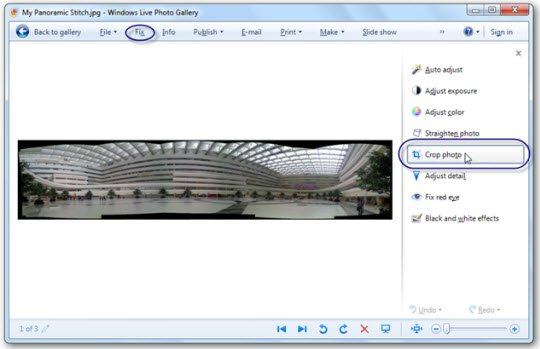 My Panoramic Stitch.jpg - Windows Live Photo Gallery
Back to gallery File Fix Info Publish E-mail Print Make Slide show » Sign in
Auto adjust
Adjust exposure
Adjust color
Straighten photo
Crop photo
Adjust detail
Fix red eye
Black and white effects
Undo Redo
1 of 3